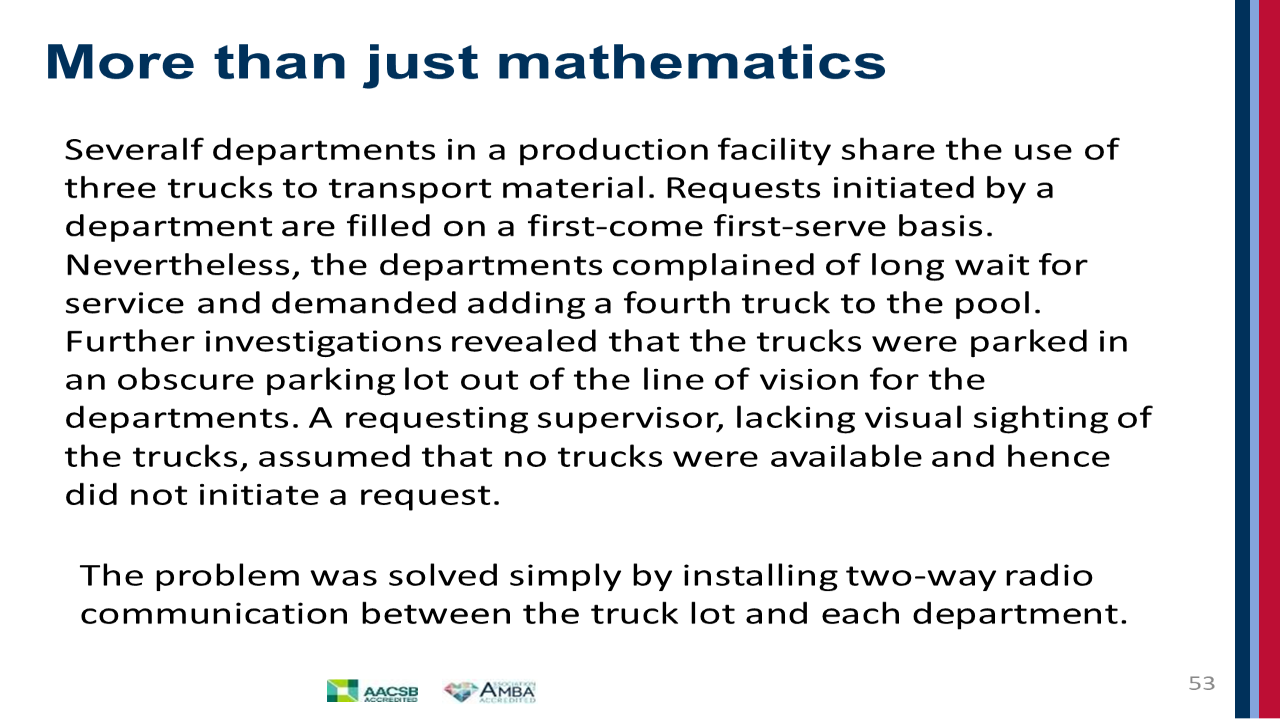 More than just mathematics
Severalf departments in a production facility share the use of
three trucks to transport material. Requests initiated by a
department are filled on a first-come first-serve basis.
Nevertheless, the departments complained of long wait for
service and demanded adding a fourth truck to the pool.
Further investigations revealed that the trucks were parked in
an obscure parking lot out of the line of vision for the
departments. A requesting supervisor, lacking visual sighting of
the trucks, assumed that no trucks were available and hence
did not initiate a request.
The problem was solved simply by installing two-way radio
communication between the truck lot and each department.
AACSB
ACCREDITED
ASSOCIATION
AMBA
ACCREDITED
53